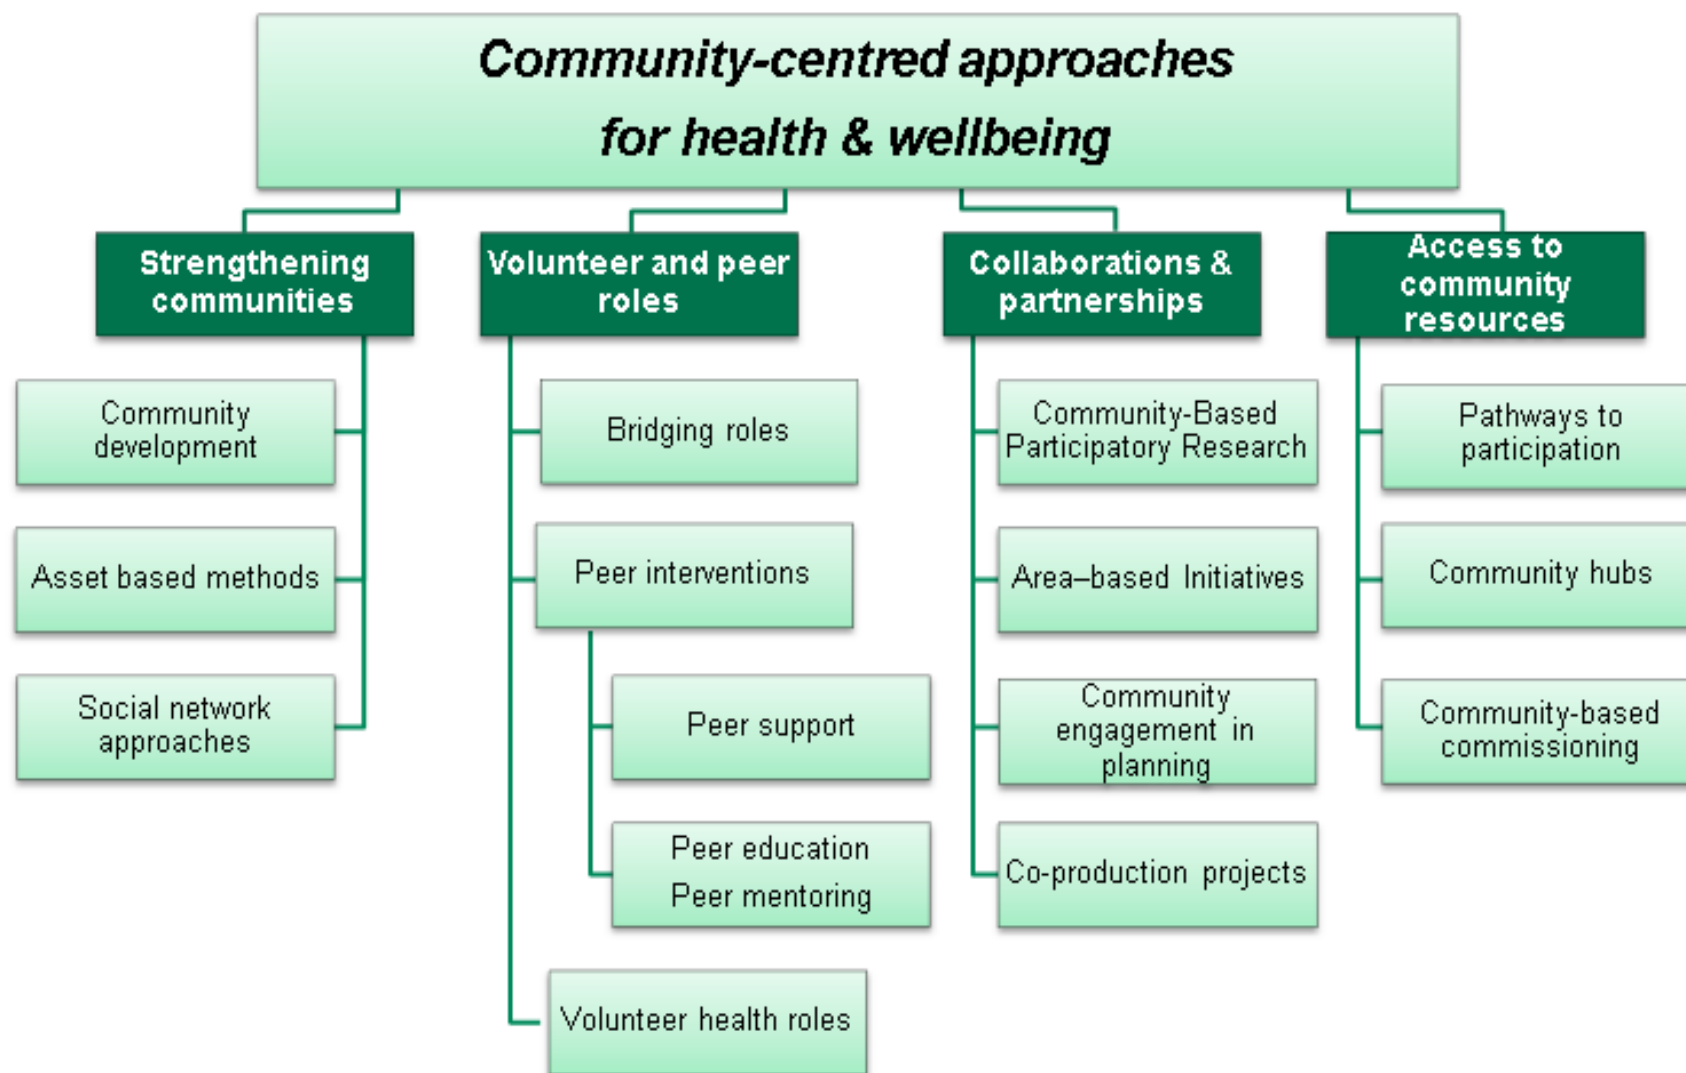 Community-centred approaches
for health & wellbeing
Strengthening
communities
Community
development
Asset based methods
Social network
approaches
Volunteer and peer
roles
Bridging roles
Peer interventions
Peer support
Peer education
Peer mentoring
Volunteer health roles
Collaborations &
partnerships
Community-Based
Participatory Research
Area–based Initiatives
Community
engagement in
planning
Co-production projects
Access to
community
resources
Pathways to
participation
Community hubs
Community-based
commissioning